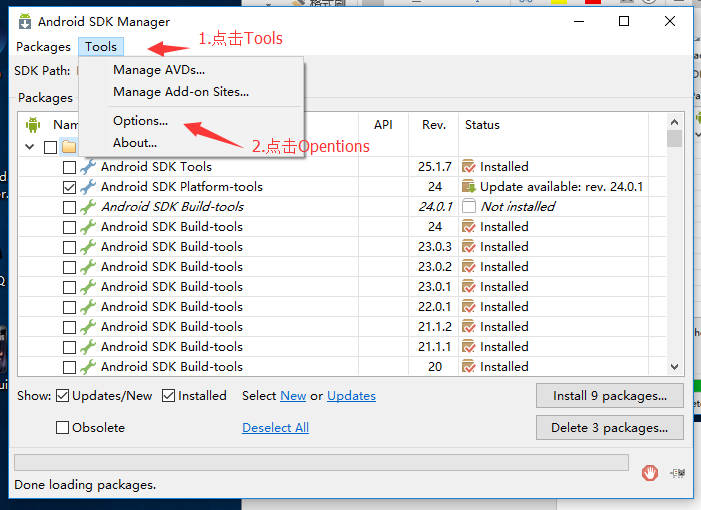 Android SDK Manager
Packages Tools
1.点击Tools
SDK Path:
Manage AVDs...
Manage Add-on Sites...
Packages
Options...
About...
2.点击Opentions
API Rev. Status
Android SDK Tools 25.1.7 Installed
Android SDK Platform-tools 24 Update available: rev. 24.0.1
Android SDK Build-tools 24.0.1 Not installed
Android SDK Build-tools 24 Installed
Android SDK Build-tools 23.0.3 Installed
Android SDK Build-tools 23.0.2 Installed
Android SDK Build-tools 23.0.1 Installed
Android SDK Build-tools 22.0.1 Installed
Android SDK Build-tools 21.1.2 Installed
Android SDK Build-tools 21.1.1 Installed
Android SDK Build-tools 20 Installed
Show: Updates/New Installed Select New or Updates Install 9 packages...
Obsolete Deselect All Delete 3 packages...
Done loading packages.